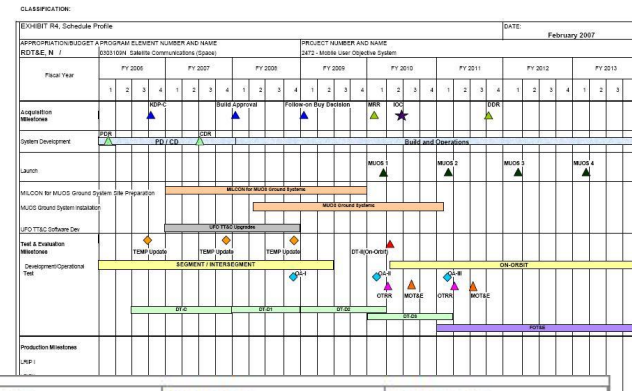 CLASSIFICATION:
EXHIBIT R4, Schedule Profile
DATE:
February 2007
APPROPRIATION/BUDGET A PROGRAM ELEMENT NUMBER AND NAME
PROJECT NUMBER AND NAME
RDT&E, N /
0303109N Satellite Communications (Space)
2472 - Mobile User Objective System
Fiscal Year
FY 2006 FY 2007 FY 2008 FY 2009 FY 2010 FY 2011 FY 2012 FY 2013
1 2 3 4 1 2 3 4 1 2 3 4 1 2 3 4 1 2 3 4 1 2 3 4 1 2 3 4 1 2 3
Acquisition Milestones
KDP-C Build Approval Follow-on Buy Decision MRR IOC DDR
System Development
PDR CDR
PD / CD
Build and Operations
Launch
MUOS 1 MUOS 2 MUOS 3 MUOS 4
MILCON for MUOS Ground System Site Preparation
MILCON for MUOS Ground Systems
MUOS Ground System Installation
MUOS Ground Systems
UFO TT&C Software Dev
UFO TT&C Upgrades
Test & Evaluation Milestones
TEMP Update TEMP Update TEMP Update DT-II(On-Orbit)
Development/Operational Test
SEGMENT / INTERSEGMENT
ON-ORBIT
OA-I OA-II OA-III
OTRR MOT&E OTRR MOT&E
DT-C DT-D1 DT-D2
DT-D3
FOT&E
Production Milestones
LRIP I